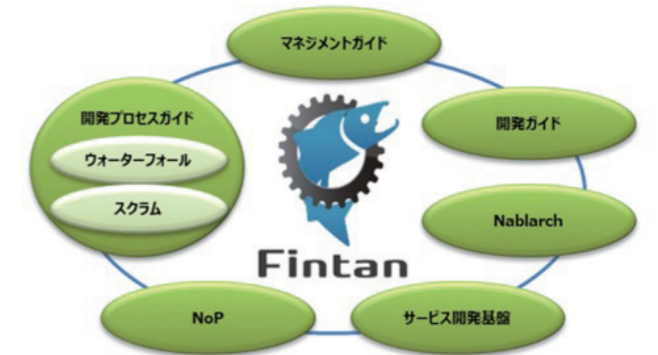 マネジメントガイド
開発プロセスガイド
ウォーターフォール
スクラム
開発ガイド
Nablarch
Fintan
NoP
サービス開発基盤